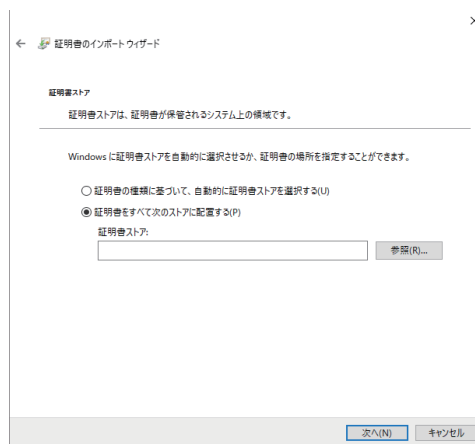 証明書のインポート ウィザード
証明書ストア
証明書ストアは、証明書が保管されるシステム上の領域です。
Windows に証明書ストアを自動的に選択させるか、証明書の場所を指定することができます。
証明書の種類に基づいて、自動的に証明書ストアを選択する(U)
証明書をすべて次のストアに配置する(P)
証明書ストア:
参照(R)...
次へ(N) キャンセル